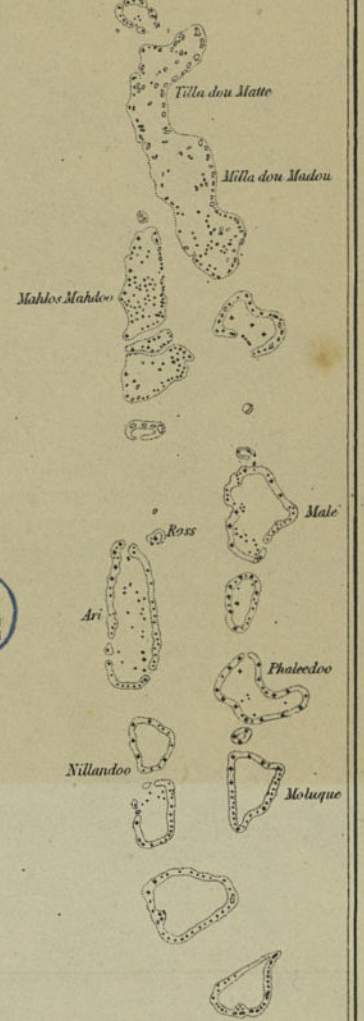 Tilla dou Matte
Milla dou Madou
Mahlos Mahdoo
Male
Ross
Ari
Phaleedoo
Nillandoo
Moluque